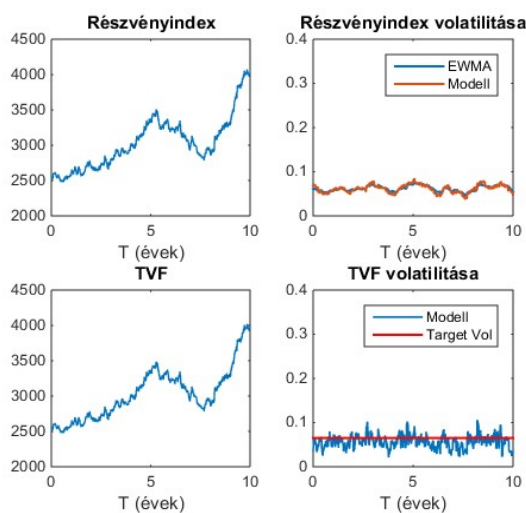 Részvényindex
4500
4000
3500
3000
2500
2000
0
5
10
T (évek)
Részvényindex volatilitása
0.4
0.3
0.2
0.1
0
0
5
10
EWMA
Modell
T (évek)
TVF
4500
4000
3500
3000
2500
2000
0
5
10
T (évek)
TVF volatilitása
0.4
0.3
0.2
0.1
0
0
5
10
Modell
Target Vol
T (évek)